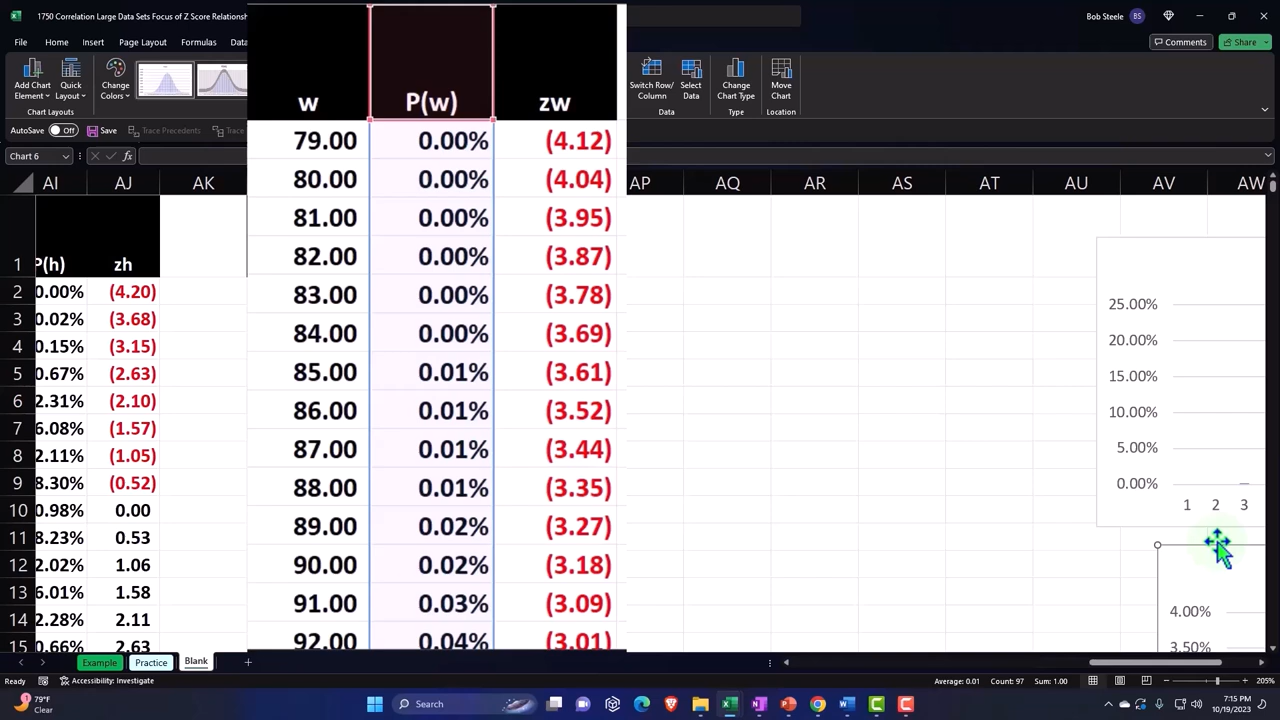 1750 Correlation Large Data Sets Focus of Z Score Relationsh
Bob Steele BS
File Home Insert Page Layout Formulas Dat
Comments Share
Add Chart Element Quick Layout Change Colors
Switch Row/Column Select Data Change Chart Type Move Chart
Chart Layouts Data Type Location
AutoSave Off Save Trace Precedents Trace
Chart 6 fx
AI AJ AK AP AQ AR AS AT AU AV AW
w P(w) zw
1 P(h) zh
79.00 0.00% (4.12)
80.00 0.00% (4.04)
81.00 0.00% (3.95)
82.00 0.00% (3.87)
83.00 0.00% (3.78)
84.00 0.00% (3.69)
85.00 0.01% (3.61)
86.00 0.01% (3.52)
87.00 0.01% (3.44)
88.00 0.01% (3.35)
89.00 0.02% (3.27)
90.00 0.02% (3.18)
91.00 0.03% (3.09)
92.00 0.04% (3.01)
2 0.00% (4.20)
3 0.02% (3.68)
4 0.15% (3.15)
5 0.67% (2.63)
6 2.31% (2.10)
7 6.08% (1.57)
8 2.11% (1.05)
9 8.30% (0.52)
10 0.98% 0.00
11 8.23% 0.53
12 2.02% 1.06
13 6.01% 1.58
14 2.28% 2.11
15 0.66% 2.63
25.00%
20.00%
15.00%
10.00%
5.00%
0.00%
1 2 3
4.00%
3.50%
Example Practice Blank
Ready Accessibility: Investigate Average: 0.01 Count: 97 Sum: 1.00 205%
79°F
Clear
Search
7:15 PM
10/19/2023